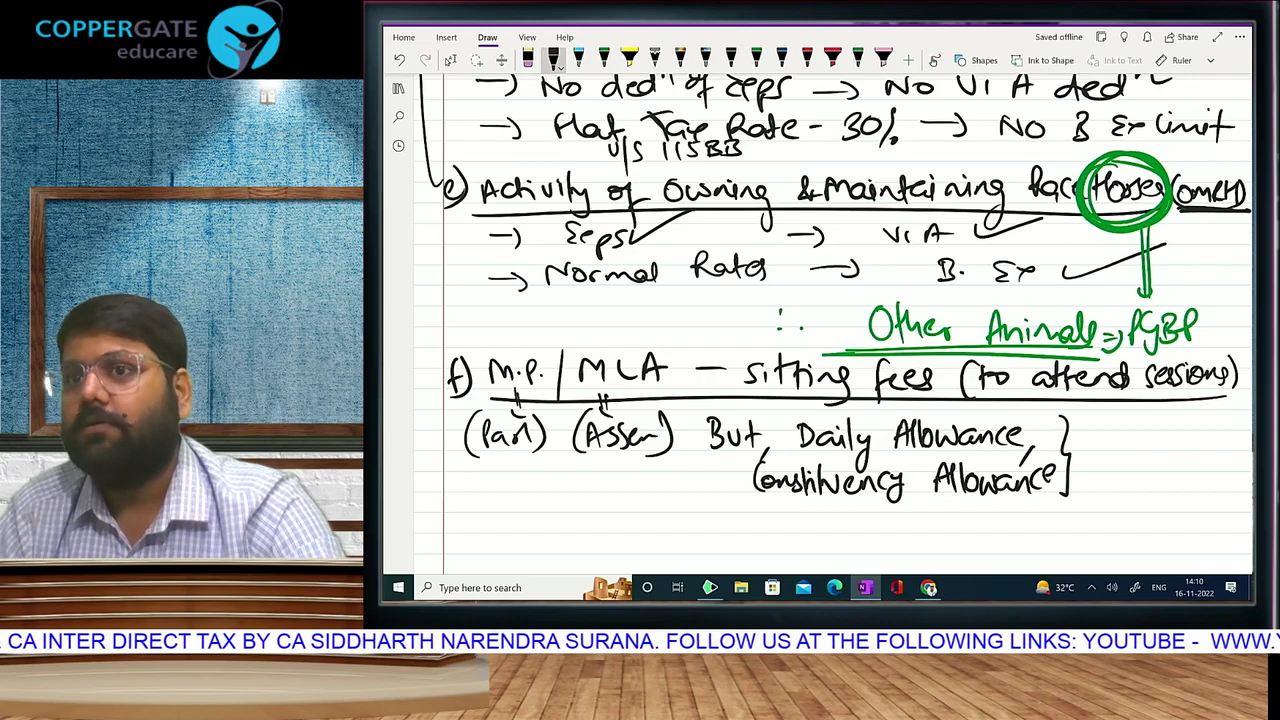 COPPERGATE
educare
Home Insert Draw View Help
Saved offline
Share
Shapes
Ink to Shape
Ink to Text
Ruler
→ No dedⁿ of Exps → No VI A dedⁿ
→ Flat Tax Rate - 30% → No B Ex limit
U/S 115BB
e) Activity of Owning & Maintaining Race Horses (OMRH)
→ Exps ✓ → VI A ✓
→ Normal Rates → B. Ex ✓
∴ Other Animals ⇒ PGBP
f) M.P. / MLA – sitting fees (to attend sessions)
(Parl) (Assem) But, Daily Allowance,
Constituency Allowance
Type here to search
32°C
ENG
14:10
16-11-2022
CA INTER DIRECT TAX BY CA SIDDHARTH NARENDRA SURANA. FOLLOW US AT THE FOLLOWING LINKS: YOUTUBE - WWW.